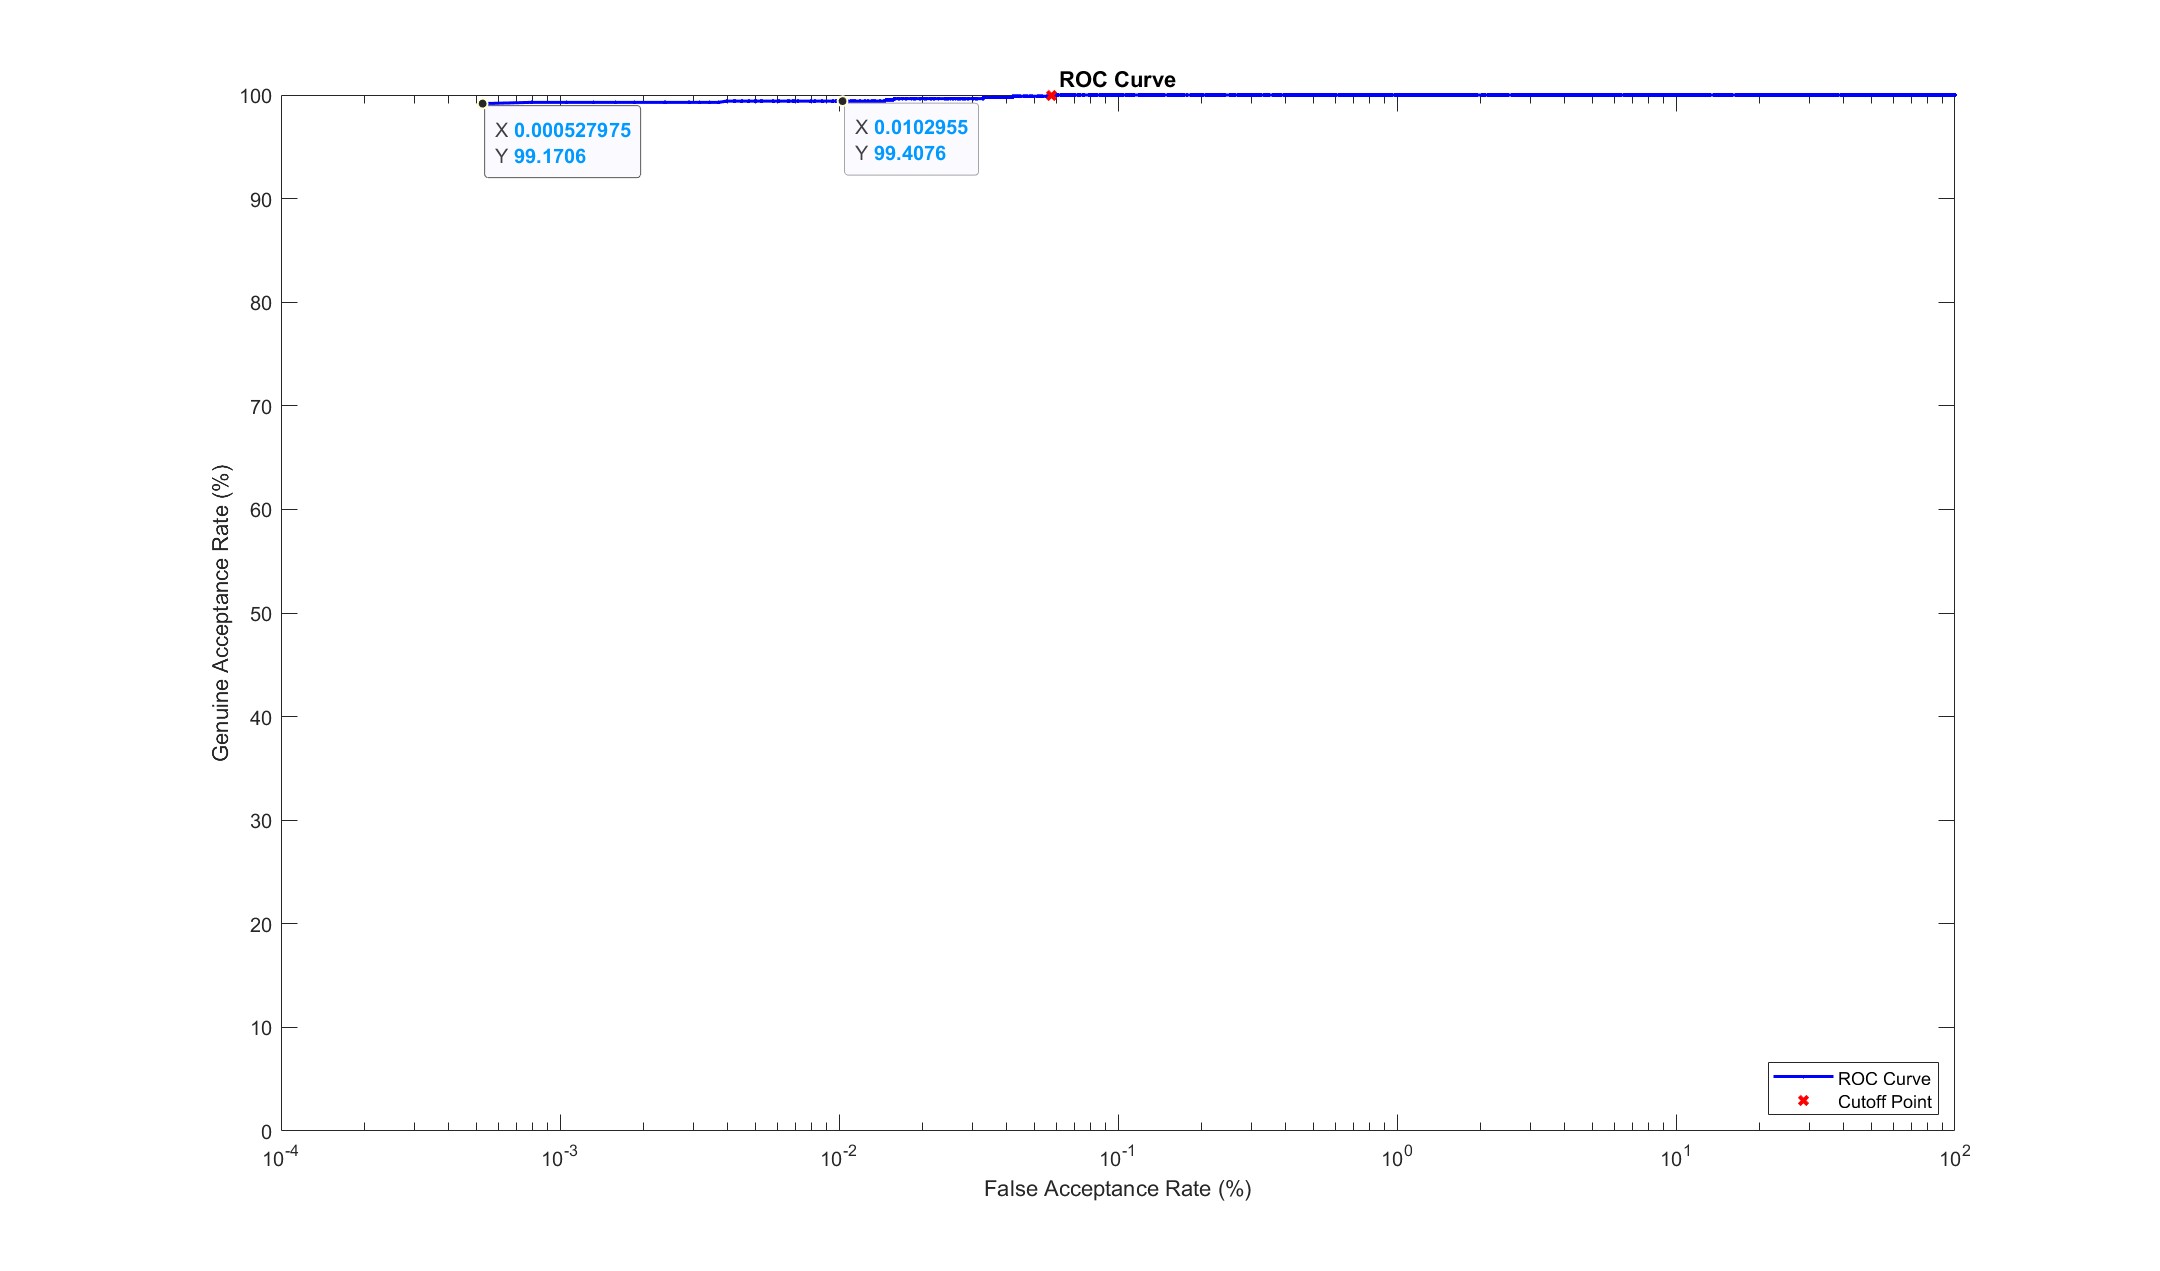 ROC Curve
100
90
80
70
60
50
40
30
20
10
0
X 0.000527975
Y 99.1706
X 0.0102955
Y 99.4076
Genuine Acceptance Rate (%)
ROC Curve
Cutoff Point
10-4 10-3 10-2 10-1 100 101 102
False Acceptance Rate (%)